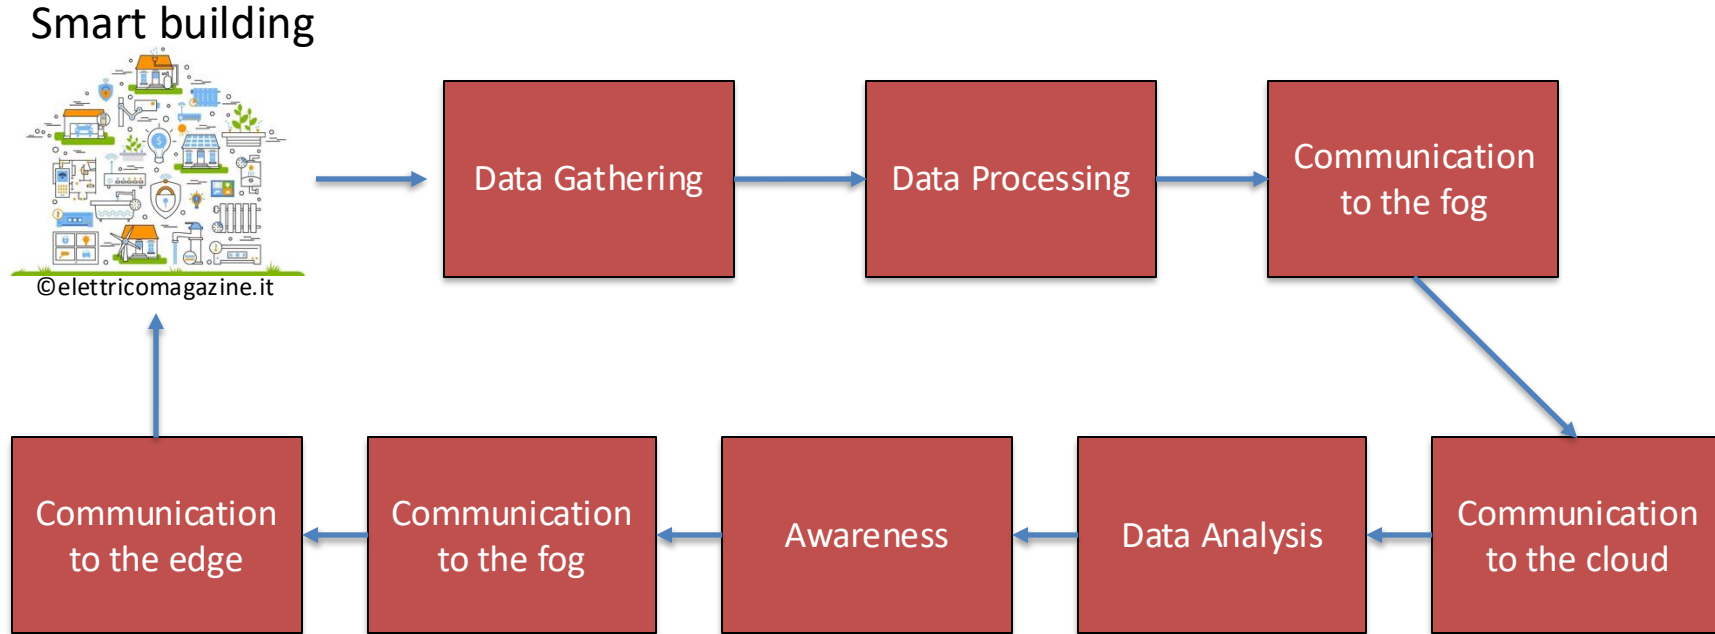 Smart building
©elettricomagazine.it
Data Gathering
Data Processing
Communication
to the fog
Communication
to the cloud
Data Analysis
Awareness
Communication
to the fog
Communication
to the edge